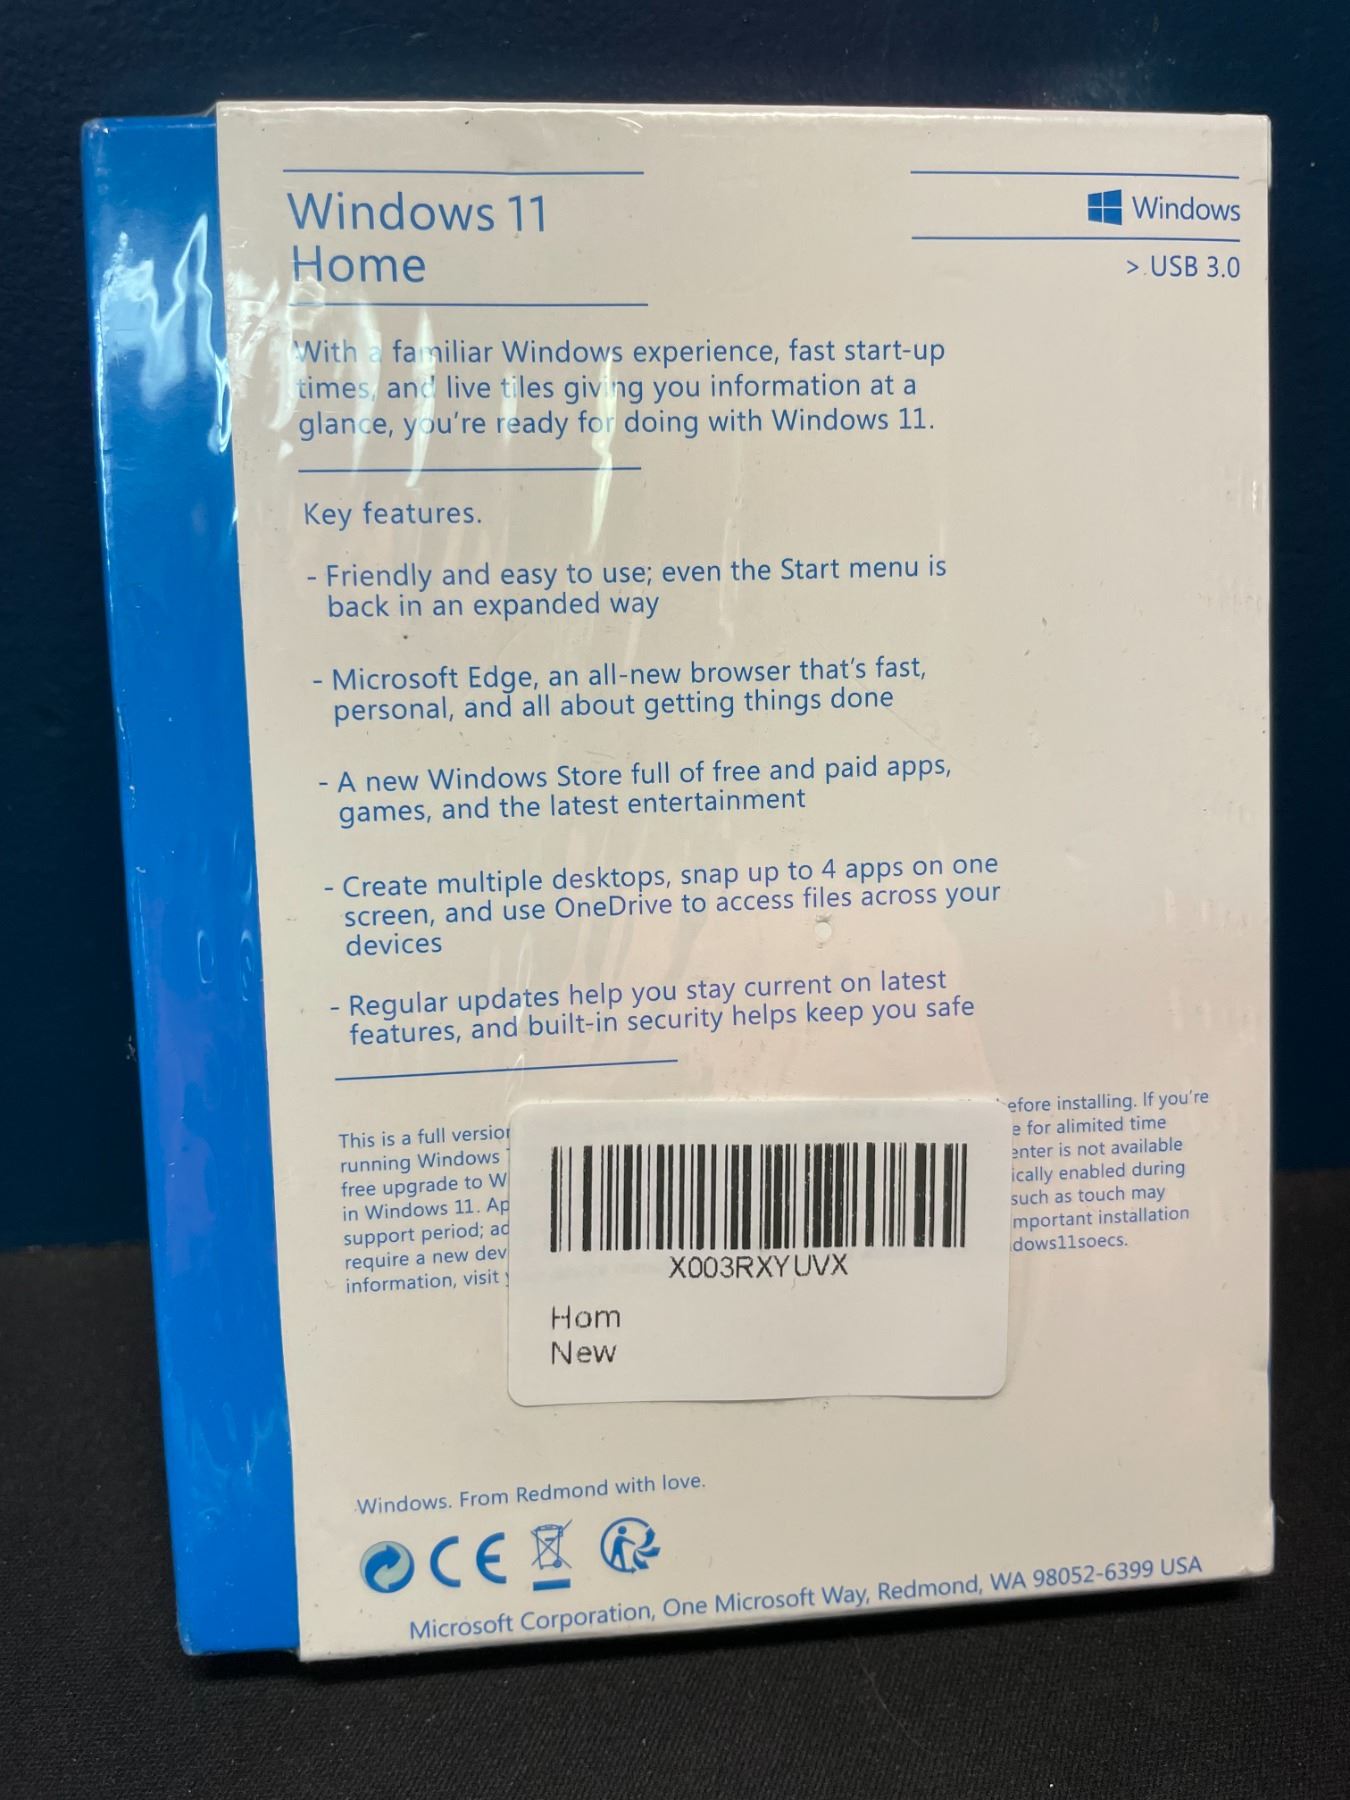 Windows 11
Home
Windows
> USB 3.0
With a familiar Windows experience, fast start-up
times, and live tiles giving you information at a
glance, you're ready for doing with Windows 11.
Key features.
- Friendly and easy to use; even the Start menu is
back in an expanded way
- Microsoft Edge, an all-new browser that's fast,
personal, and all about getting things done
- A new Windows Store full of free and paid apps,
games, and the latest entertainment
- Create multiple desktops, snap up to 4 apps on one
screen, and use OneDrive to access files across your
devices
- Regular updates help you stay current on latest
features, and built-in security helps keep you safe
This is a full version
running Windows
free upgrade to W
in Windows 11. Ap
support period; ad
require a new dev
information, visit
efore installing. If you're
e for alimited time
enter is not available
ically enabled during
such as touch may
mportant installation
dows11soecs.
X003RXYUVX
Hom
New
Windows. From Redmond with love.
CE
Microsoft Corporation, One Microsoft Way, Redmond, WA 98052-6399 USA